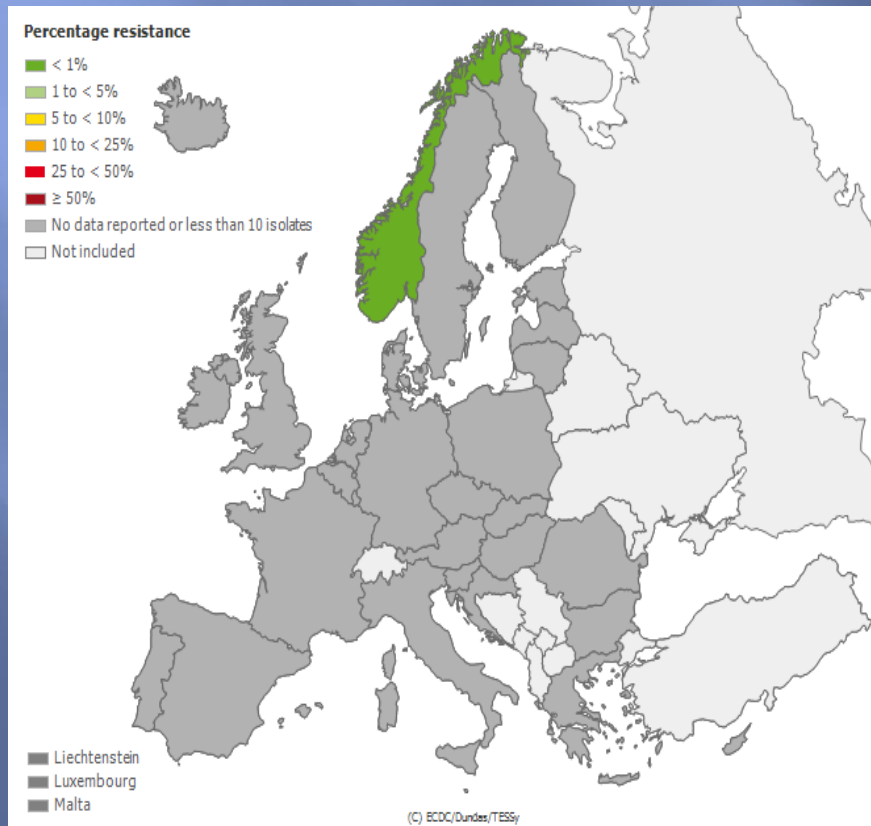 Percentage resistance
< 1%
1 to < 5%
5 to < 10%
10 to < 25%
25 to < 50%
≥ 50%
No data reported or less than 10 isolates
Not included
Liechtenstein
Luxembourg
Malta
(C) ECDC/Dundas/TESSy